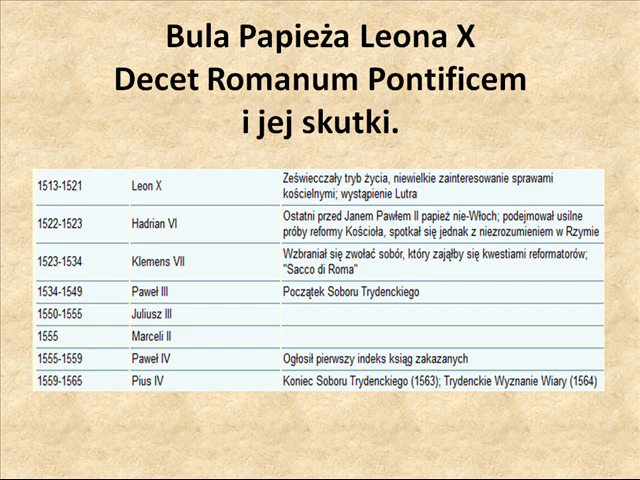 Bula Papieża Leona X
Decet Romanum Pontificem
i jej skutki.
1513-1521 Leon X Zeświecczały tryb życia, niewielkie zainteresowanie sprawami
kościelnymi; wystąpienie Lutra
1522-1523 Hadrian VI Ostatni przed Janem Pawłem II papież nie-Włoch; podejmował usilne
próby reformy Kościoła, spotkał się jednak z niezrozumieniem w Rzymie
1523-1534 Klemens VII Wzbraniał się zwołać sobór, który zająłby się kwestiami reformatorów;
"Sacco di Roma"
1534-1549 Paweł III Początek Soboru Trydenckiego
1550-1555 Juliusz III
1555 Marceli II
1555-1559 Paweł IV Ogłosił pierwszy indeks ksiąg zakazanych
1559-1565 Pius IV Koniec Soboru Trydenckiego (1563); Trydenckie Wyznanie Wiary (1564)